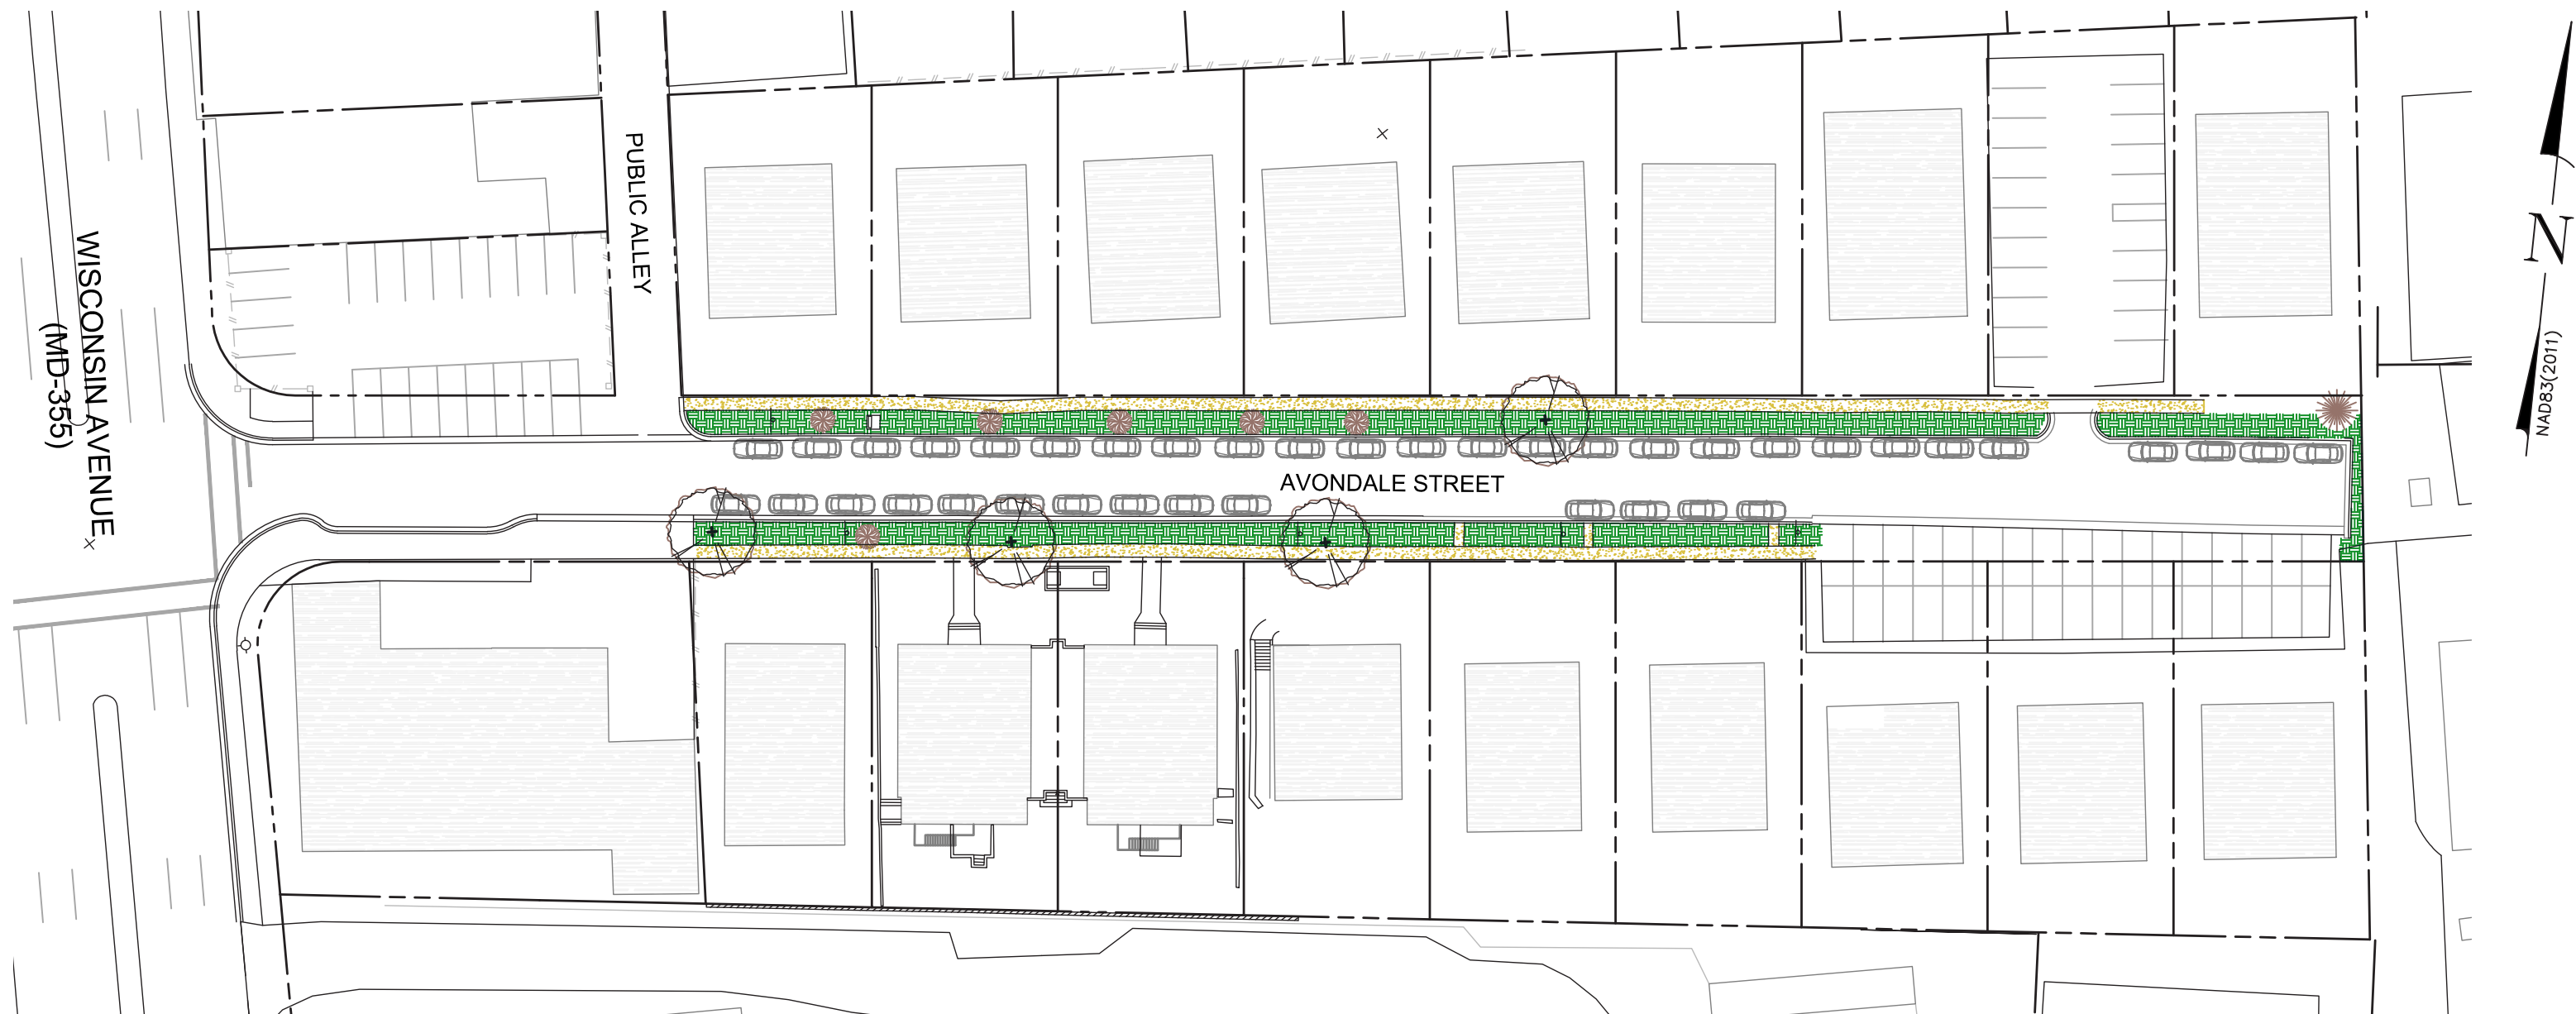 WISCONSIN AVENUE
(MD-355)
PUBLIC ALLEY
AVONDALE STREET
N
NAD83(2011)